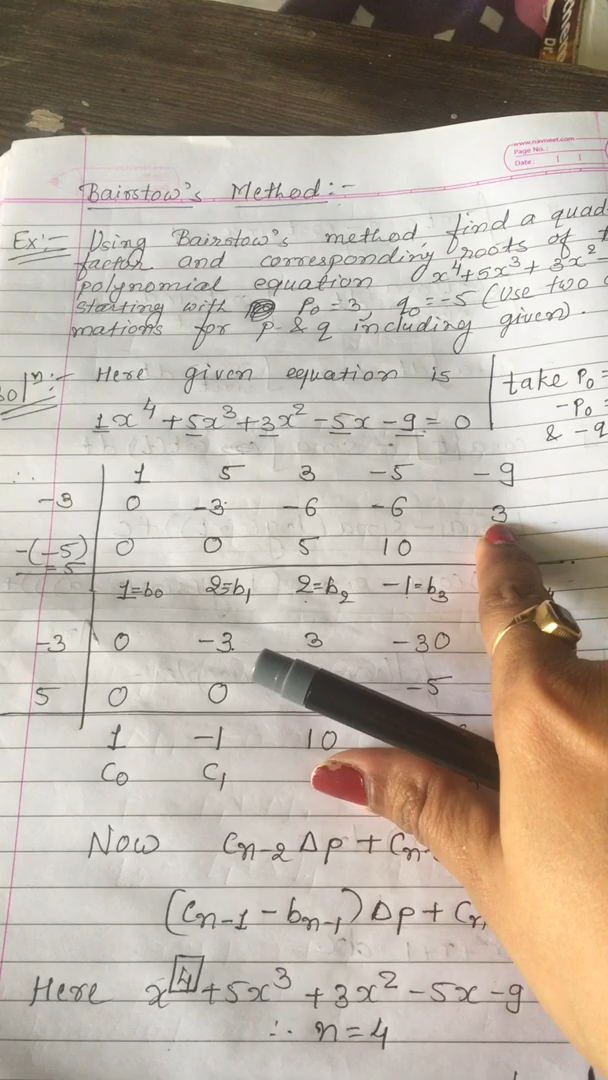 www.navneet.com
Page No.:
Date:
Bairstow's Method:-
Ex:- Using Bairstow's method, find a quad
factor and corresponding roots of
polynomial equation x⁴+5x³+3x²-
starting with p₀=3, q₀=-5 (Use two
mations for p & q including given).
Solⁿ:- Here given equation is
take p₀=
1x⁴+5x³+3x²-5x-9=0
-p₀=
& -q
∴ 1 5 3 -5 -9
-3 0 -3 -6 -6 3
-(-5) 0 0 5 10
=5
1=b₀ 2=b₁ 2=b₂ -1=b₃
-3 0 -3 3 -30
5 0 0 -5
1 -1 10
C₀ C₁
Now Cₙ₋₂ Δp + Cₙ₋
(Cₙ₋₁ - bₙ₋₁) Δp + Cₙ
Here x⁴+5x³+3x²-5x-9
∴ n=4